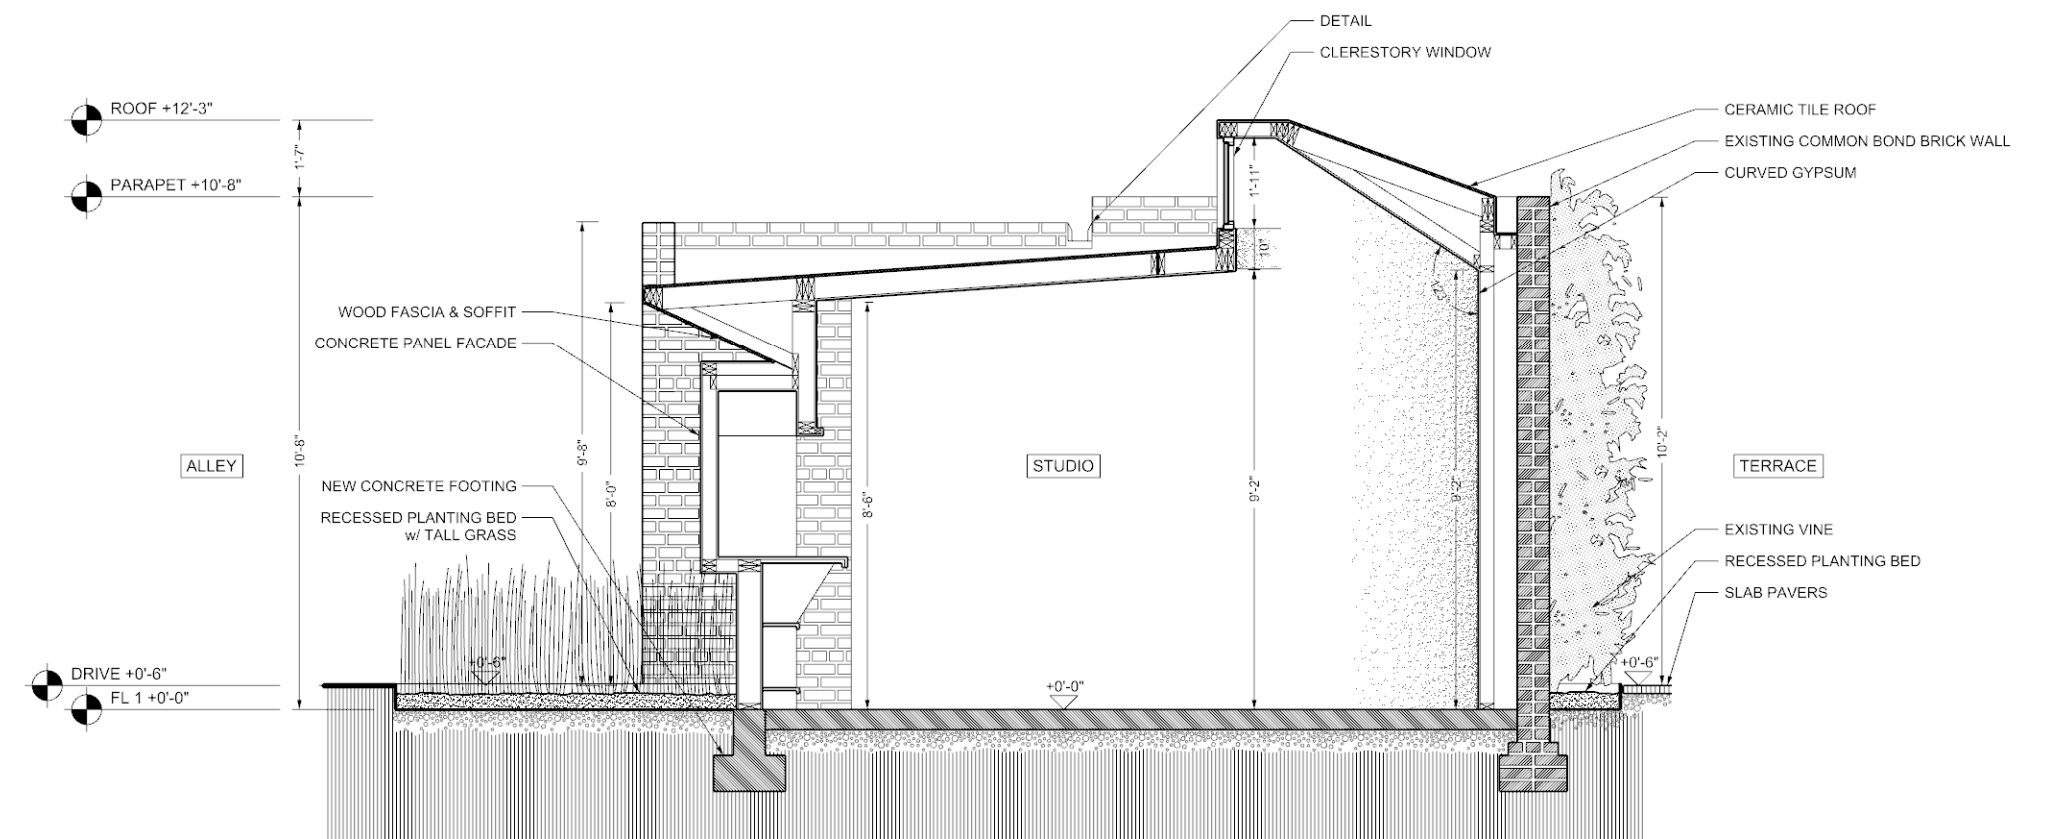 DETAIL
CLERESTORY WINDOW
ROOF +12'-3"
CERAMIC TILE ROOF
EXISTING COMMON BOND BRICK WALL
1'-7"
CURVED GYPSUM
PARAPET +10'-8"
1'-11"
10"
123°
WOOD FASCIA & SOFFIT
CONCRETE PANEL FACADE
10'-8"
9'-8"
8'-0"
8'-6"
9'-2"
9'-2"
10'-2"
ALLEY
STUDIO
TERRACE
NEW CONCRETE FOOTING
RECESSED PLANTING BED
w/ TALL GRASS
EXISTING VINE
RECESSED PLANTING BED
SLAB PAVERS
DRIVE +0'-6"
+0'-6"
+0'-6"
FL 1 +0'-0"
+0'-0"